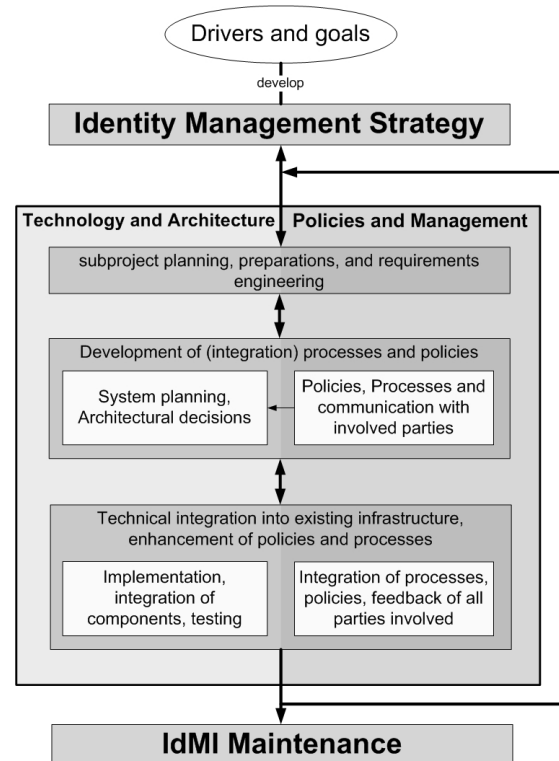 Drivers and goals
develop
Identity Management Strategy
Technology and Architecture
Policies and Management
subproject planning, preparations, and requirements
engineering
Development of (integration) processes and policies
System planning,
Architectural decisions
Policies, Processes and
communication with
involved parties
Technical integration into existing infrastructure,
enhancement of policies and processes
Implementation,
integration of
components, testing
Integration of processes,
policies, feedback of all
parties involved
IdMI Maintenance